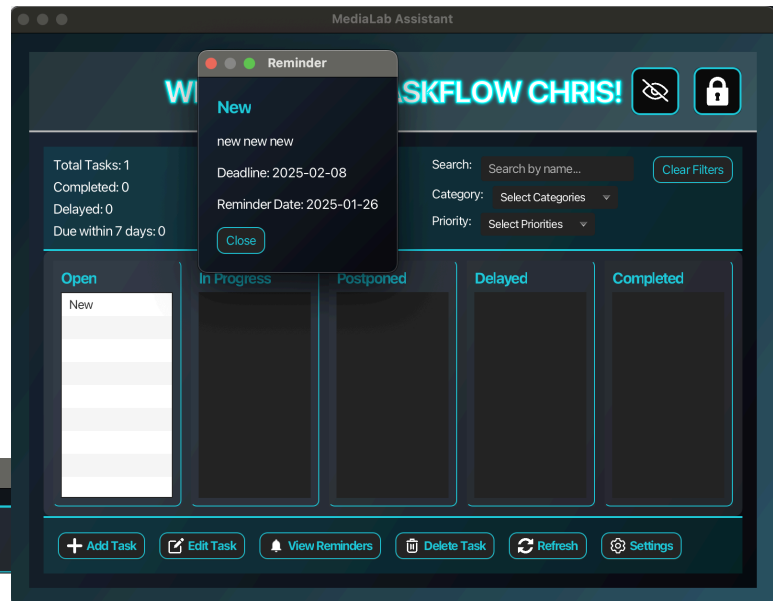 MediaLab Assistant
Reminder
SKFLOW CHRIS!
New
new new new
Deadline: 2025-02-08
Reminder Date: 2025-01-26
Close
Total Tasks: 1
Completed: 0
Delayed: 0
Due within 7 days: 0
Search: Search by name...
Category: Select Categories
Priority: Select Priorities
Clear Filters
Open
In Progress
Postponed
Delayed
Completed
New
Add Task
Edit Task
View Reminders
Delete Task
Refresh
Settings